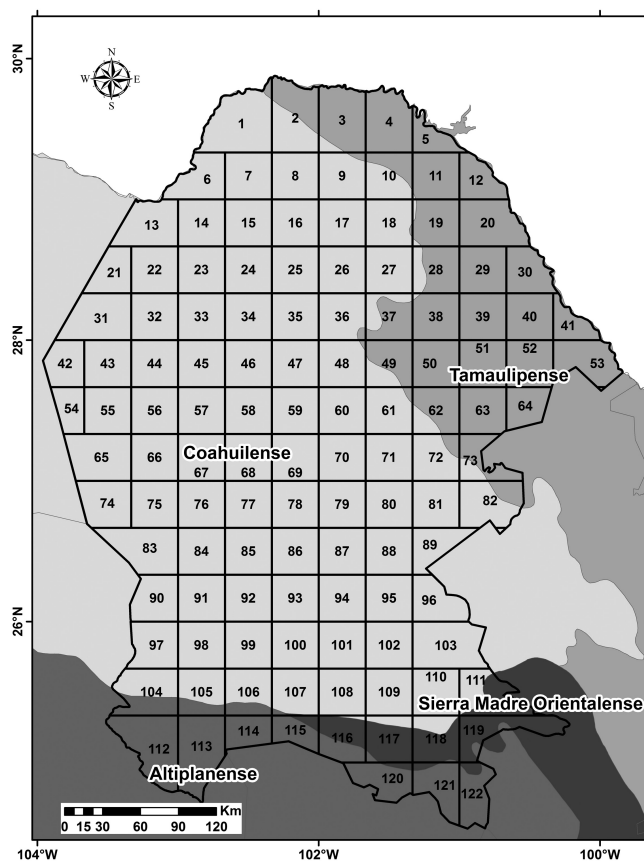 30°N
N
W E
S
1 2 3 4 5
6 7 8 9 10 11 12
13 14 15 16 17 18 19 20
21 22 23 24 25 26 27 28 29 30
28°N
31 32 33 34 35 36 37 38 39 40 41
42 43 44 45 46 47 48 49 50 51 52 53
Tamaulipense
54 55 56 57 58 59 60 61 62 63 64
Coahuilense
65 66 67 68 69 70 71 72 73
74 75 76 77 78 79 80 81 82
83 84 85 86 87 88 89
26°N
90 91 92 93 94 95 96
97 98 99 100 101 102 103
104 105 106 107 108 109 110 111
Sierra Madre Orientalense
112 113 114 115 116 117 118 119
Altiplanense
120 121 122
Km
0 15 30 60 90 120
104°W 102°W 100°W